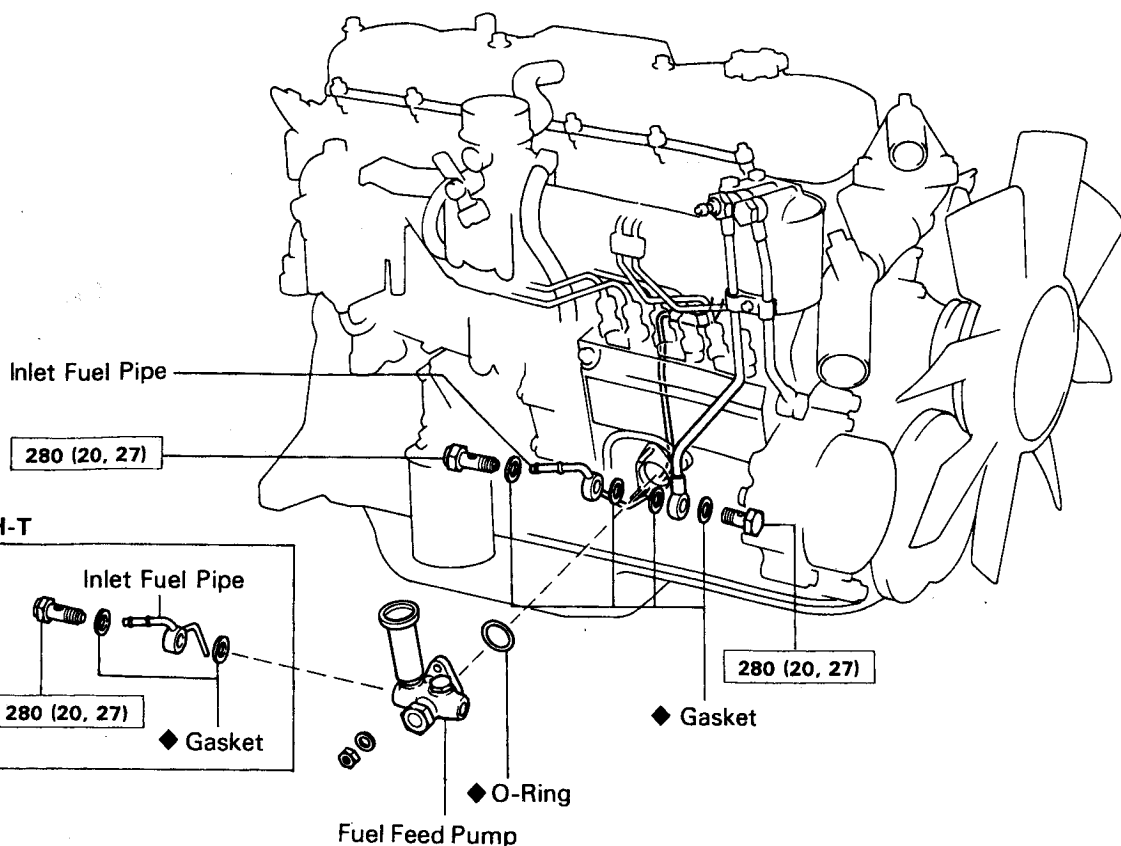 Inlet Fuel Pipe
280 (20, 27)
H-T
Inlet Fuel Pipe
280 (20, 27)
280 (20, 27)
◆ Gasket
◆ Gasket
◆ O-Ring
Fuel Feed Pump